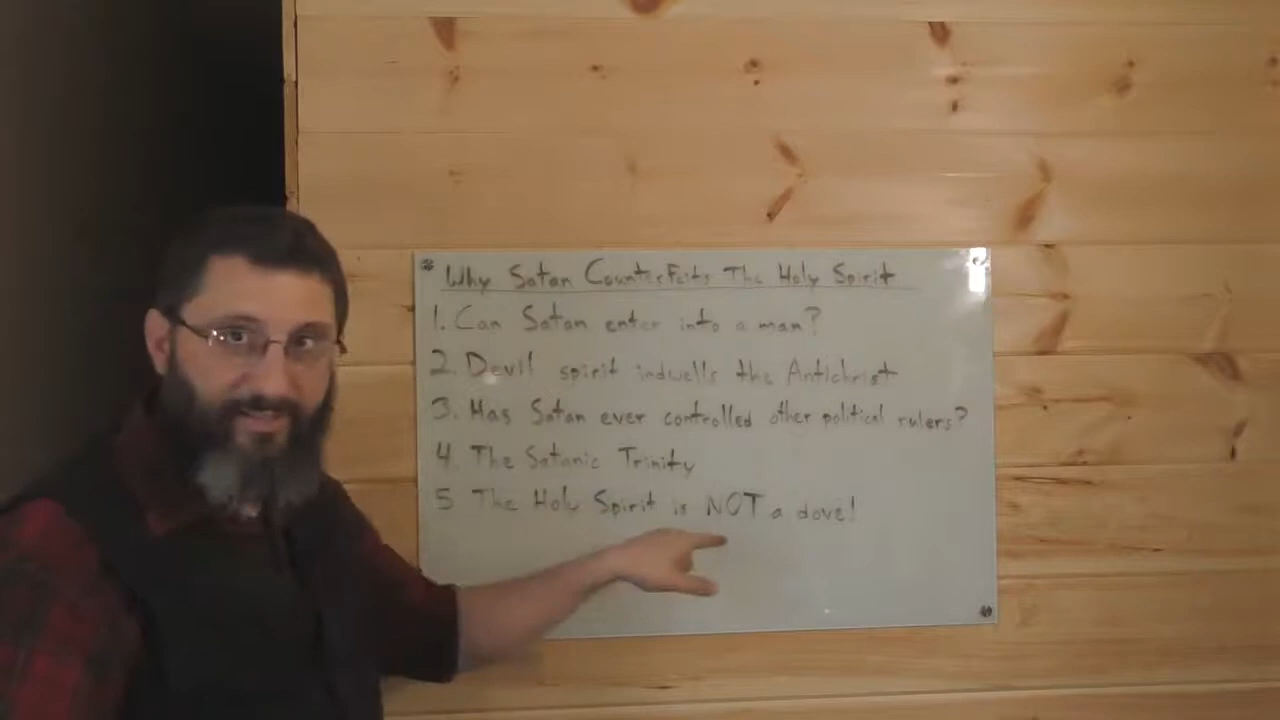 Why Satan Counterfeits The Holy Spirit
1. Can Satan enter into a man?
2. Devil spirit indwells the Antichrist
3. Has Satan ever controlled other political rulers?
4. The Satanic Trinity
5 The Holy Spirit is NOT a dove!